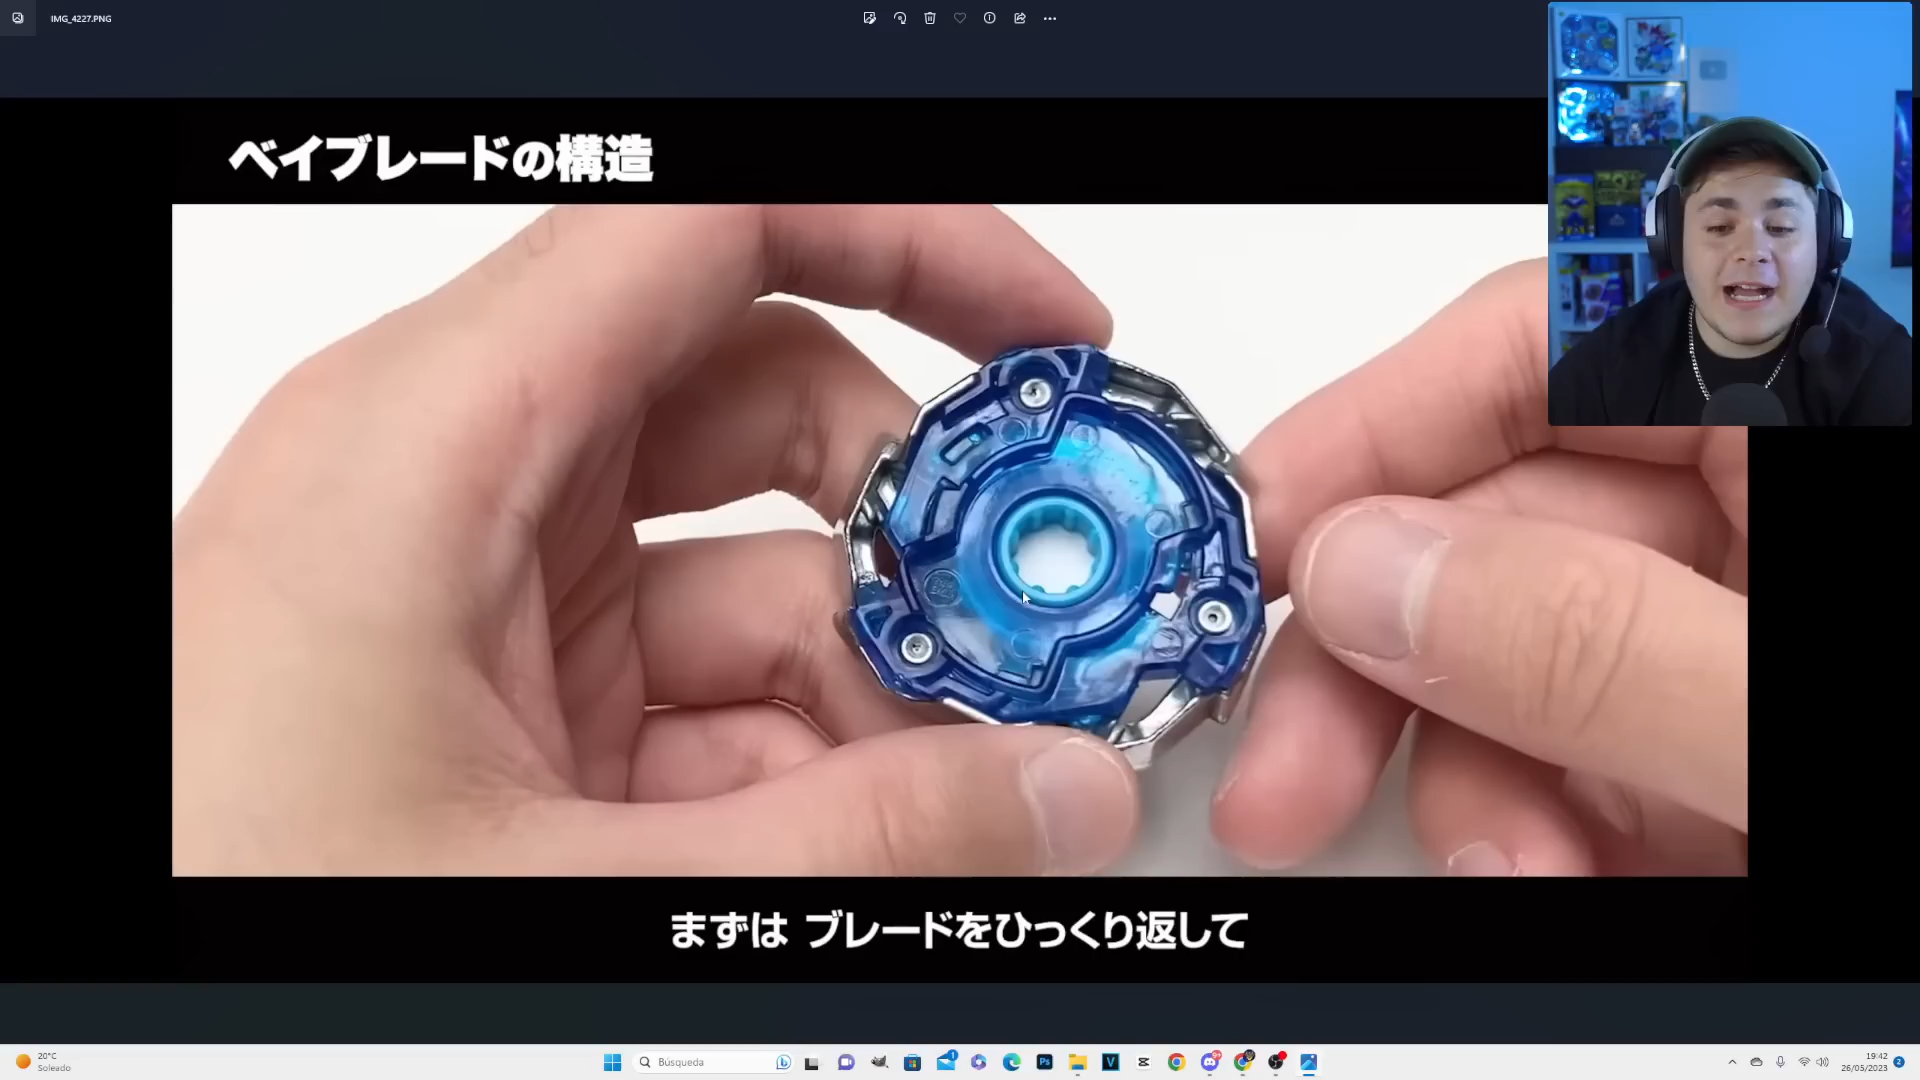 IMG_4227.PNG
ベイブレードの構造
まずは ブレードをひっくり返して
20°C
Soleado
Búsqueda
19:42
26/05/2023